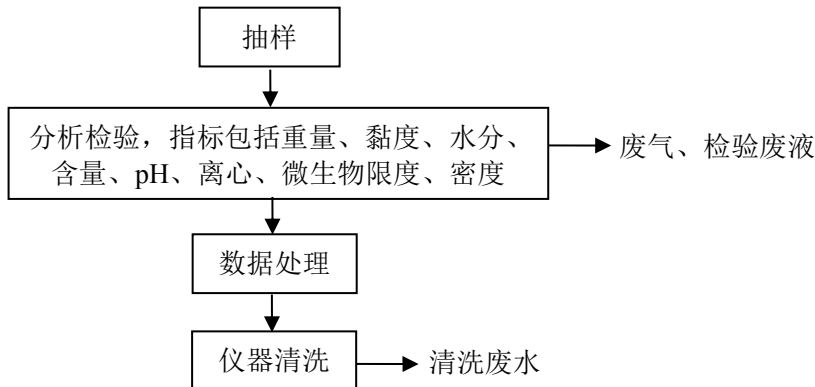 抽样
分析检验，指标包括重量、黏度、水分、
含量、pH、离心、微生物限度、密度
废气、检验废液
数据处理
仪器清洗
清洗废水